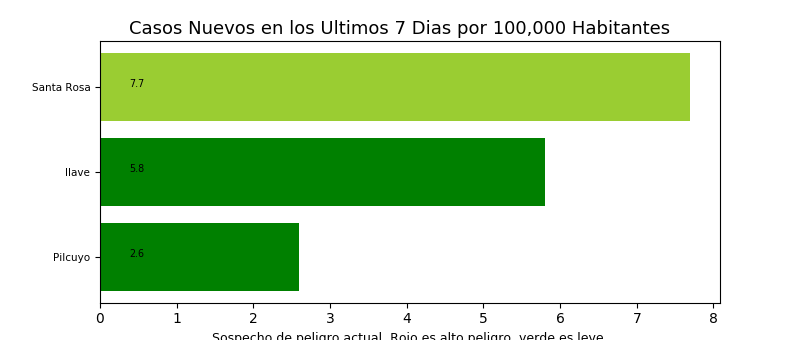 Casos Nuevos en los Ultimos 7 Dias por 100,000 Habitantes
Santa Rosa
7.7
Ilave
5.8
Pilcuyo
2.6
0 1 2 3 4 5 6 7 8
Sospecho de peligro actual. Rojo es alto peligro, verde es leve